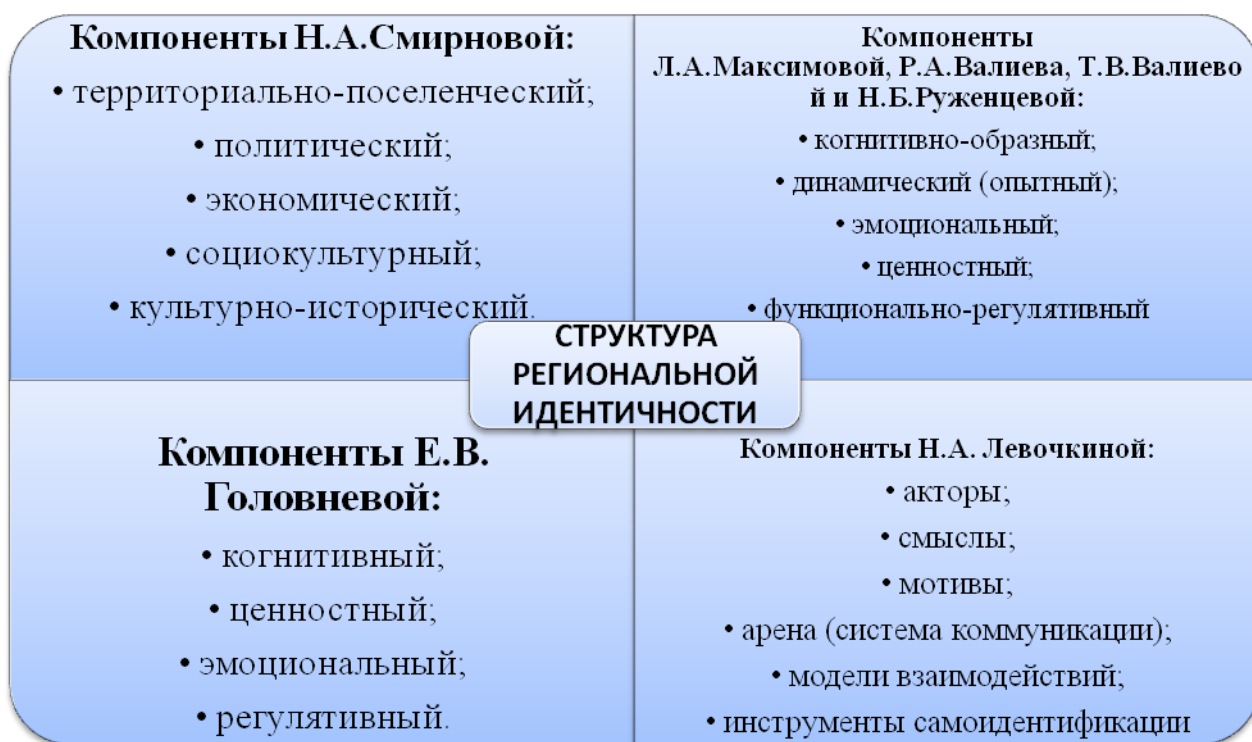 Компоненты Н.А.Смирновой:
• территориально-поселенческий;
• политический;
• экономический;
• социокультурный;
• культурно-исторический.
Компоненты
Л.А.Максимовой, Р.А.Валиева, Т.В.Валиево
й и Н.Б.Руженцевой:
• когнитивно-образный;
• динамический (опытный);
• эмоциональный;
• ценностный;
• функционально-регулятивный
СТРУКТУРА
РЕГИОНАЛЬНОЙ
ИДЕНТИЧНОСТИ
Компоненты Е.В.
Головневой:
• когнитивный;
• ценностный;
• эмоциональный;
• регулятивный.
Компоненты Н.А. Левочкиной:
• акторы;
• смыслы;
• мотивы;
• арена (система коммуникации);
• модели взаимодействий;
• инструменты самоидентификации